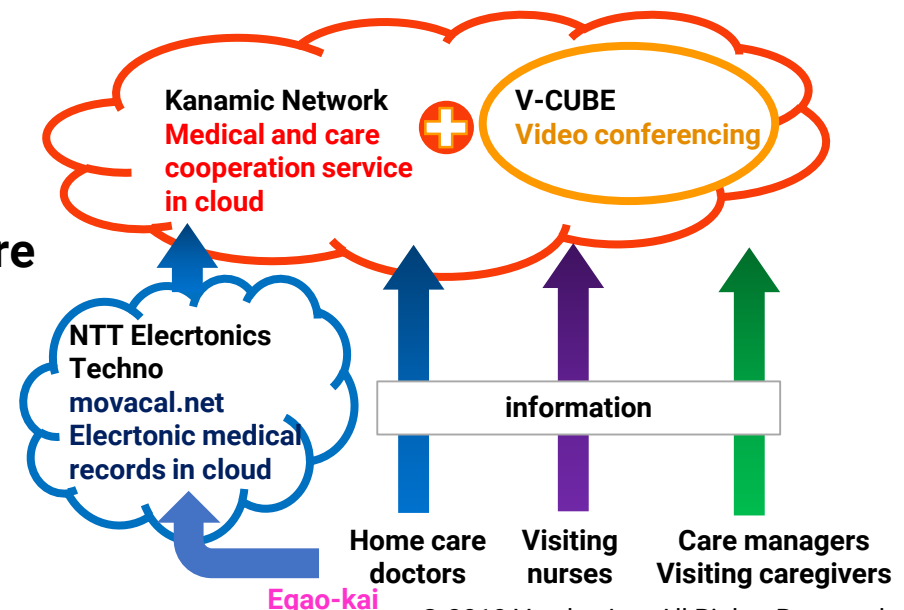 Kanamic Network
Medical and care
cooperation service
in cloud
V-CUBE
Video conferencing
re
NTT Elecrtonics
Techno
movacal.net
Elecrtonic medical
records in cloud
information
Home care
doctors
Visiting
nurses
Care managers
Visiting caregivers
Egao-kai